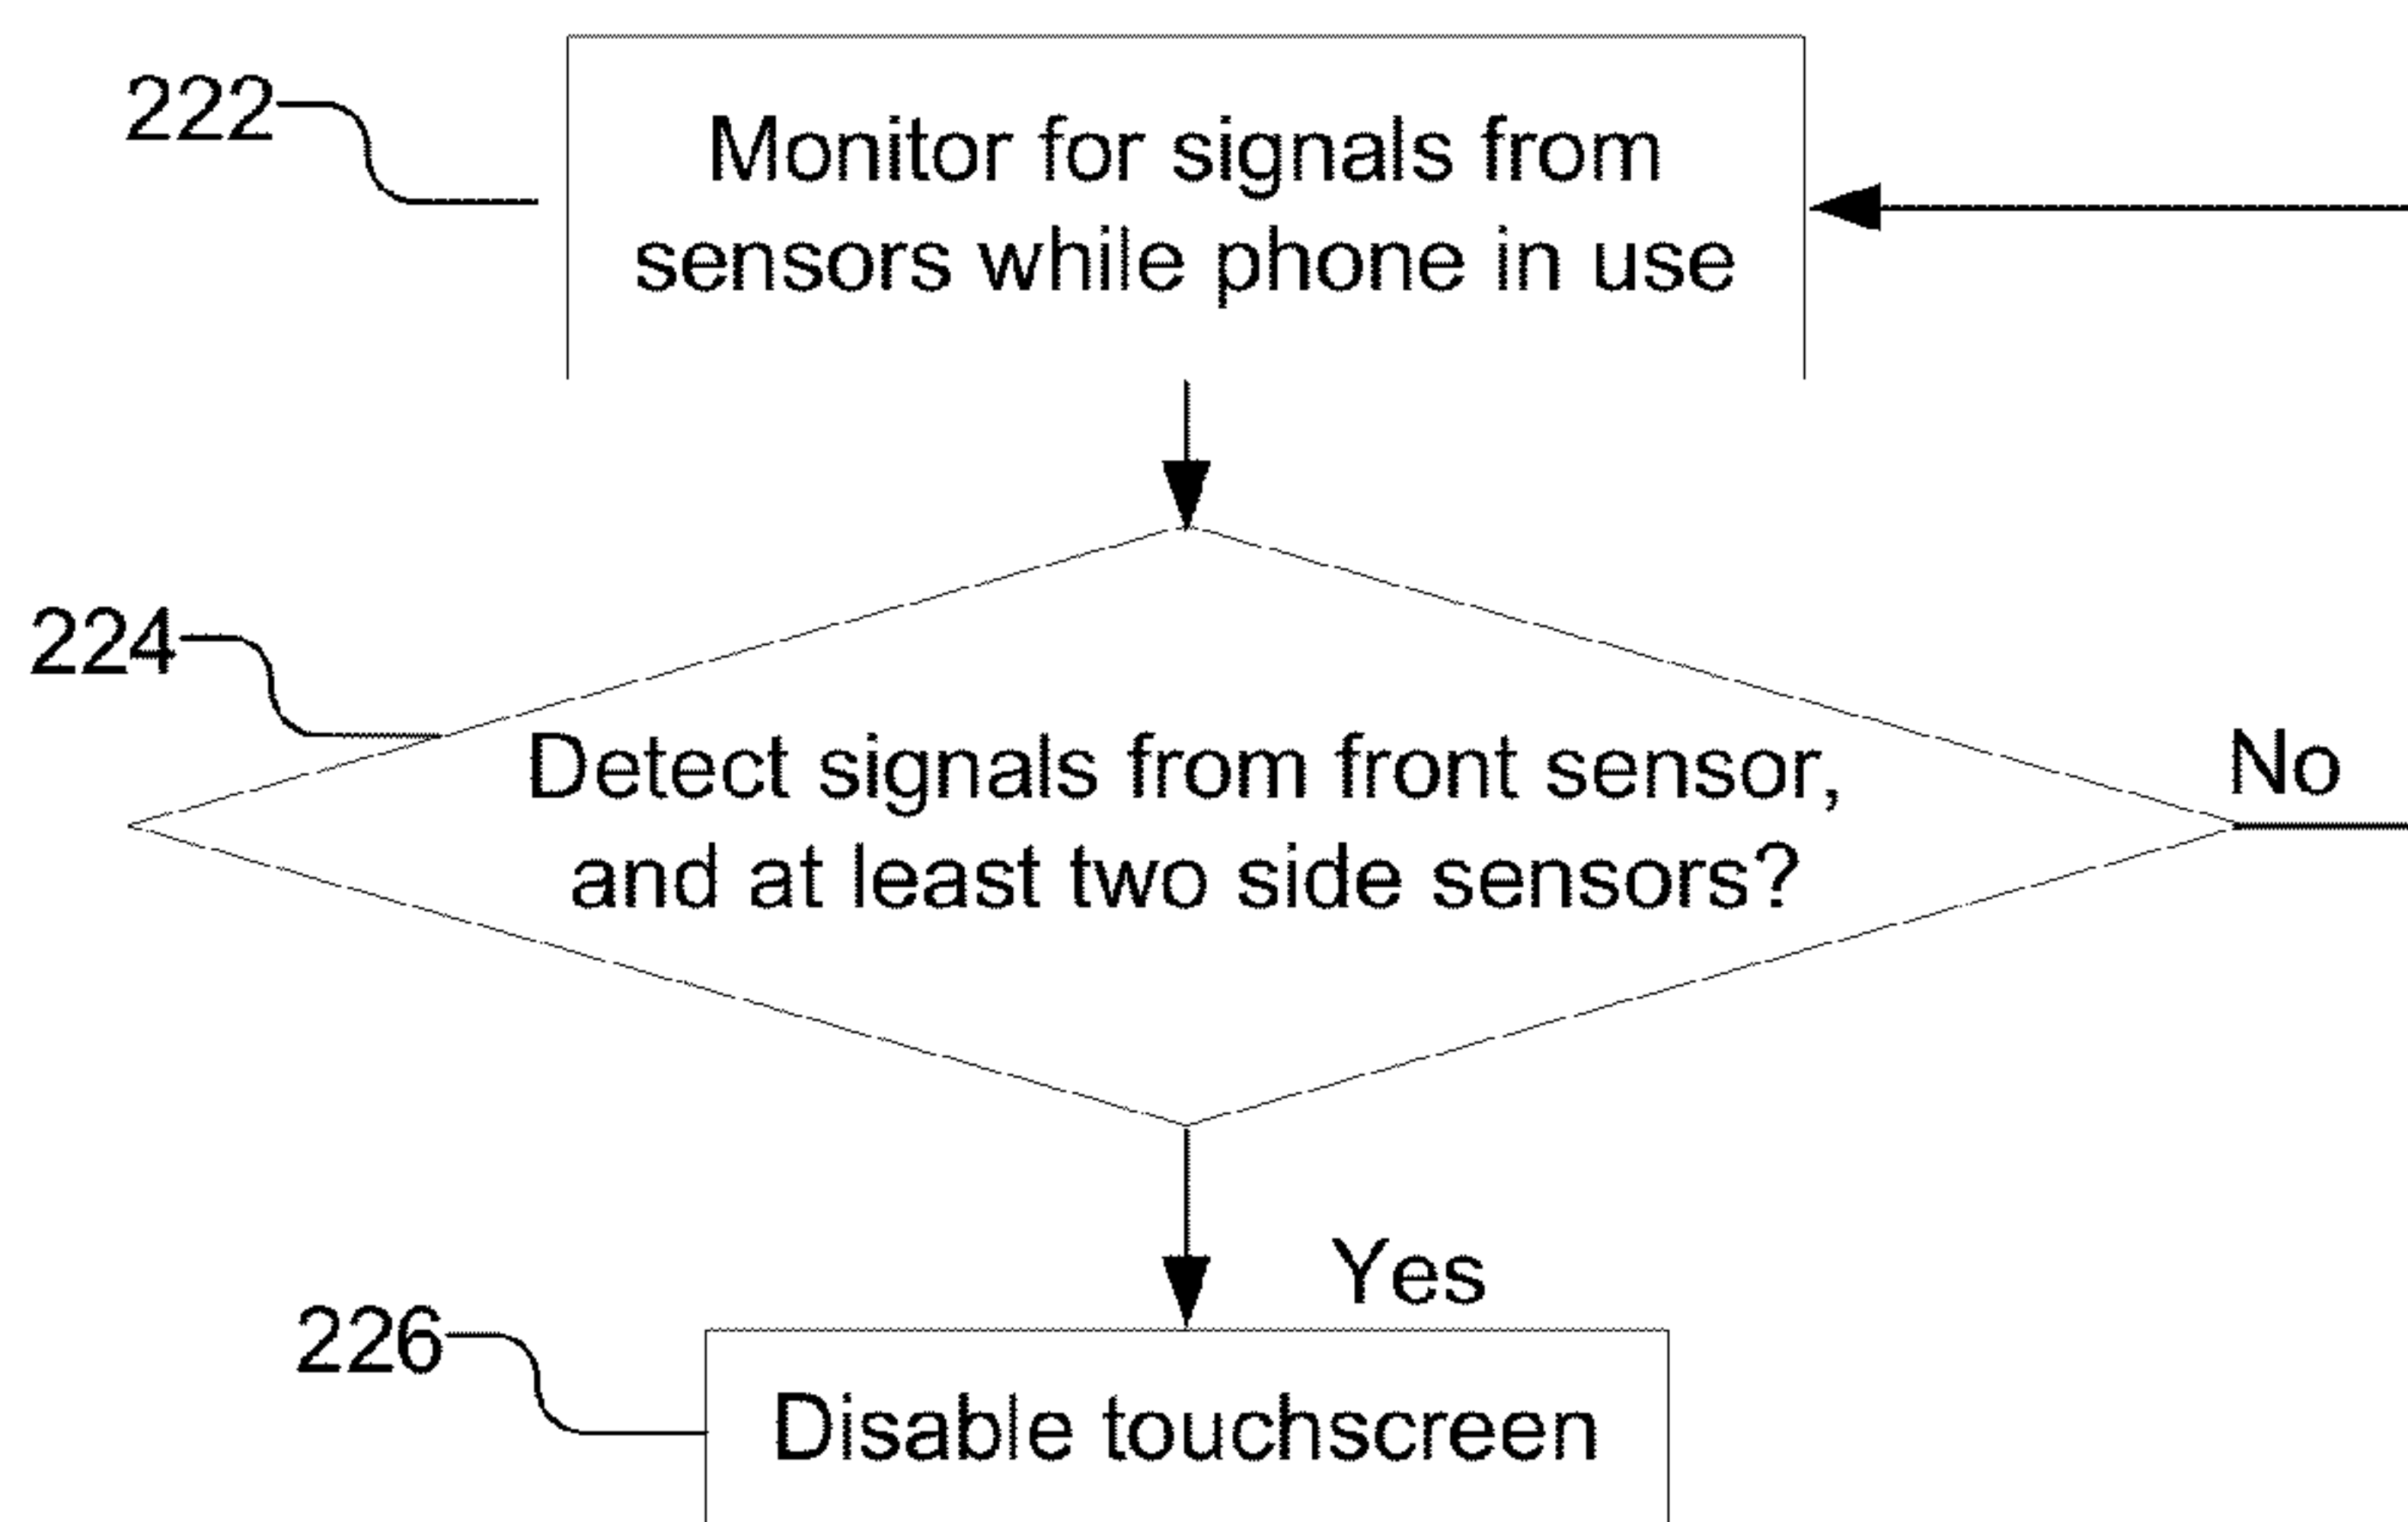 222
Monitor for signals from
sensors while phone in use
224
Detect signals from front sensor,
and at least two side sensors?
No
Yes
226
Disable touchscreen